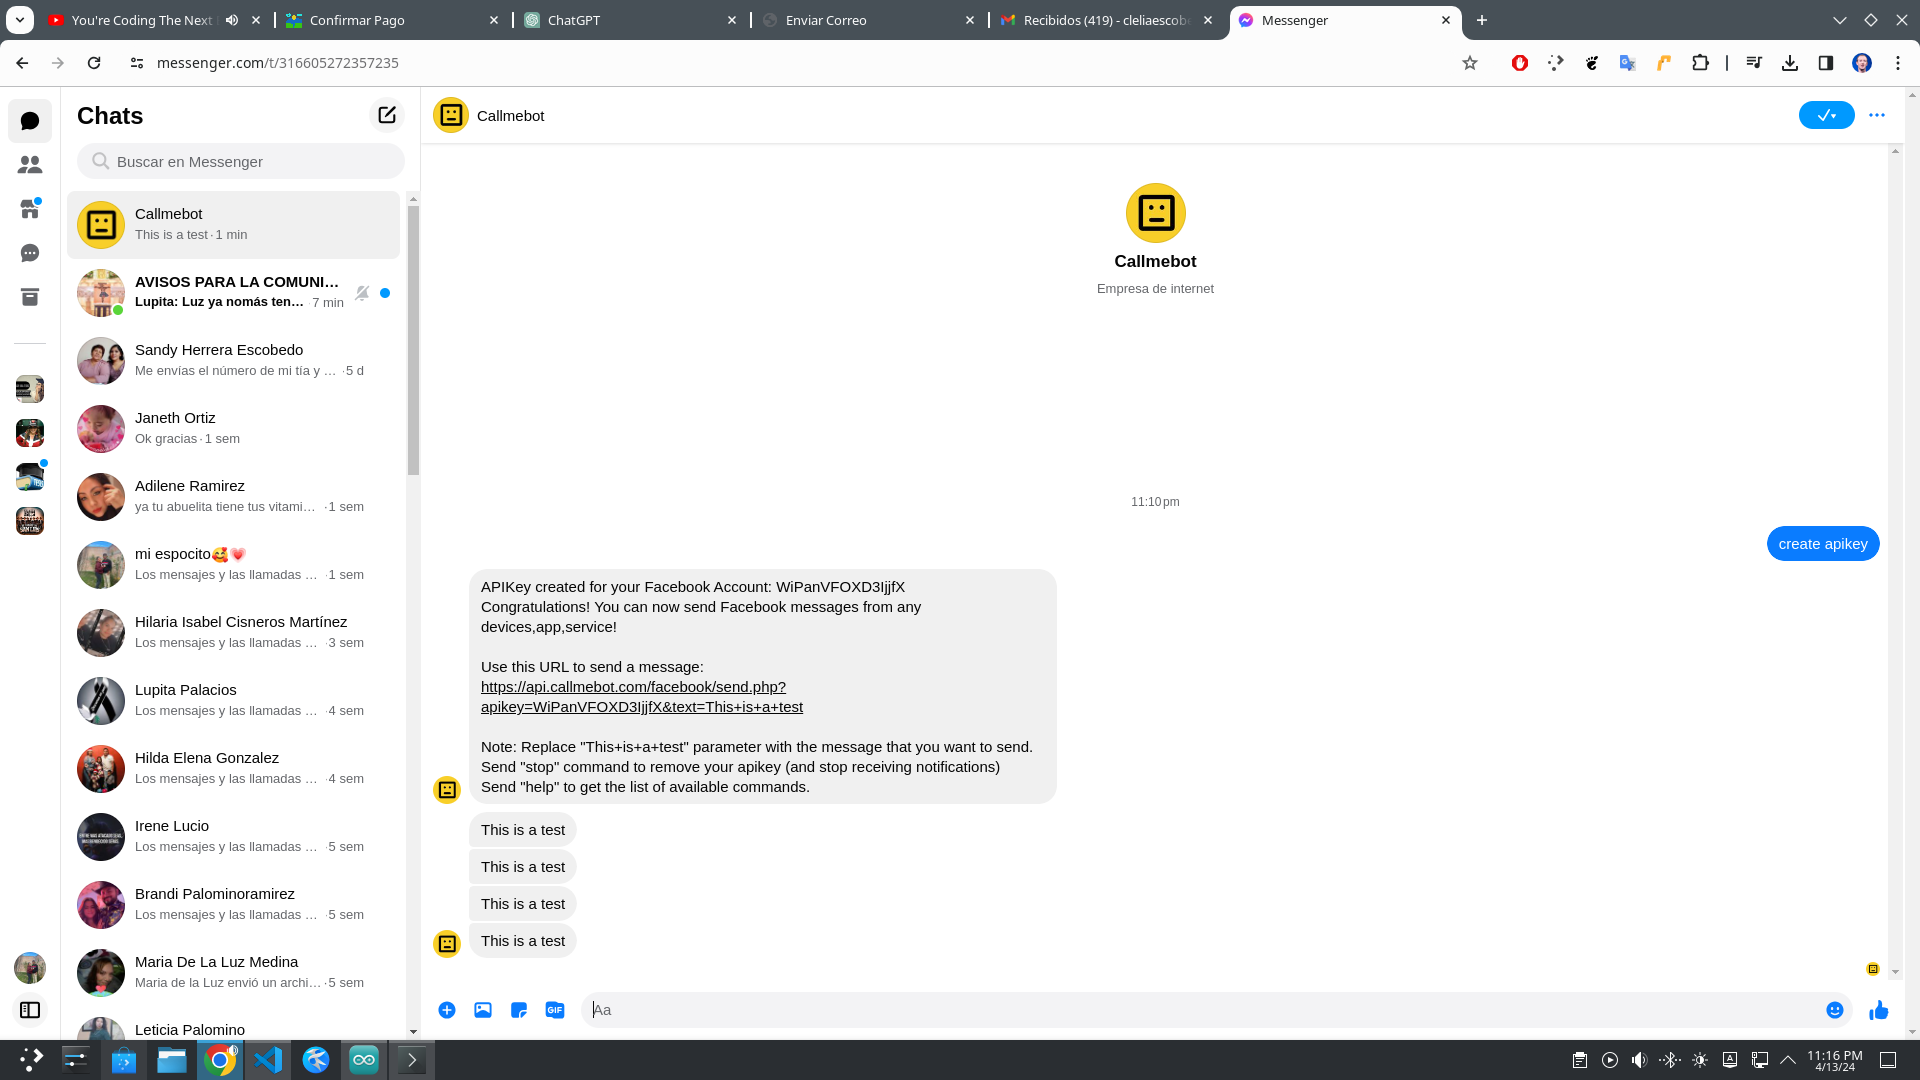 You're Coding The Next
Confirmar Pago
ChatGPT
Enviar Correo
Recibidos (419) - cleliaescob
Messenger
messenger.com/t/316605272357235
Chats
Buscar en Messenger
Callmebot
This is a test · 1 min
AVISOS PARA LA COMUNI…
Lupita: Luz ya nomás ten… · 7 min
Sandy Herrera Escobedo
Me envías el número de mi tía y … · 5 d
Janeth Ortiz
Ok gracias · 1 sem
Adilene Ramirez
ya tu abuelita tiene tus vitami… · 1 sem
mi espocito🥰💗
Los mensajes y las llamadas … · 1 sem
Hilaria Isabel Cisneros Martínez
Los mensajes y las llamadas … · 3 sem
Lupita Palacios
Los mensajes y las llamadas … · 4 sem
Hilda Elena Gonzalez
Los mensajes y las llamadas … · 4 sem
Irene Lucio
Los mensajes y las llamadas … · 5 sem
Brandi Palominoramirez
Los mensajes y las llamadas … · 5 sem
Maria De La Luz Medina
Maria de la Luz envió un archi… · 5 sem
Leticia Palomino
Callmebot
Callmebot
Empresa de internet
11:10 pm
create apikey
APIKey created for your Facebook Account: WiPanVFOXD3IjjfX
Congratulations! You can now send Facebook messages from any
devices,app,service!
Use this URL to send a message:
https://api.callmebot.com/facebook/send.php?
apikey=WiPanVFOXD3IjjfX&text=This+is+a+test
Note: Replace "This+is+a+test" parameter with the message that you want to send.
Send "stop" command to remove your apikey (and stop receiving notifications)
Send "help" to get the list of available commands.
This is a test
This is a test
This is a test
This is a test
GIF
Aa
11:16 PM
4/13/24